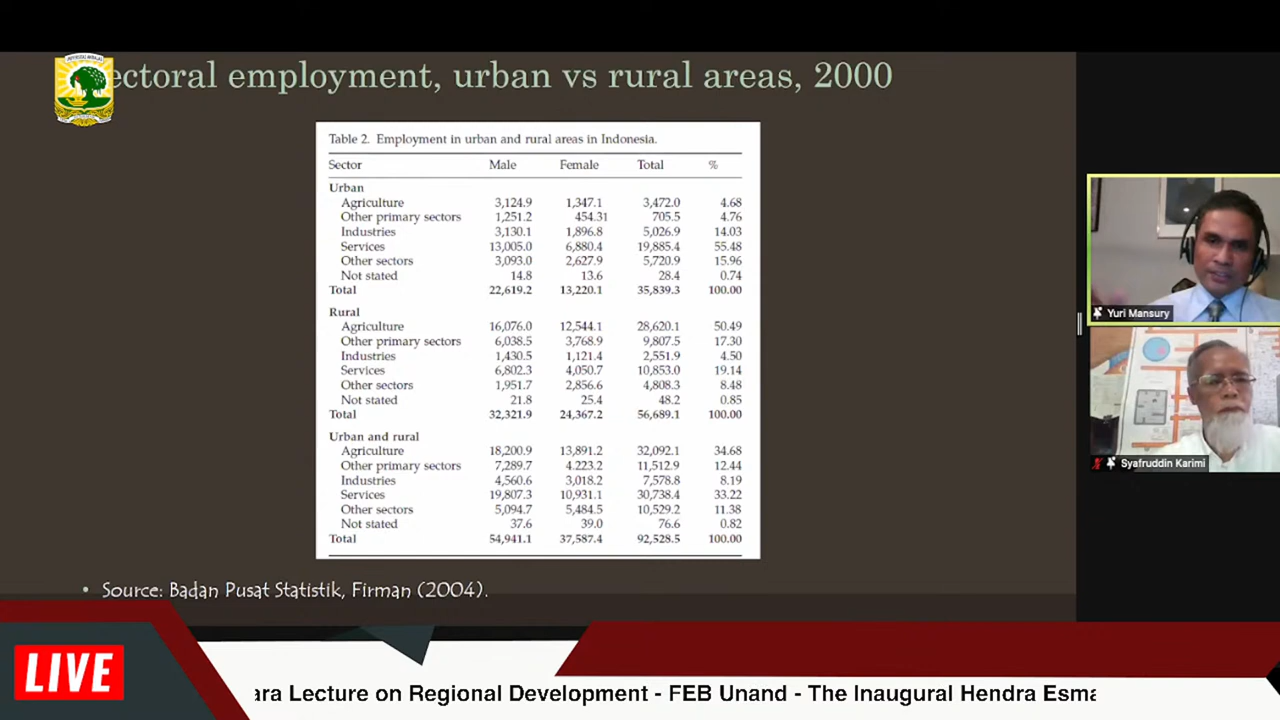 ectoral employment, urban vs rural areas, 2000
Table 2. Employment in urban and rural areas in Indonesia.
Sector Male Female Total %
Urban
Agriculture 3,124.9 1,347.1 3,472.0 4.68
Other primary sectors 1,251.2 454.31 705.5 4.76
Industries 3,130.1 1,896.8 5,026.9 14.03
Services 13,005.0 6,880.4 19,885.4 55.48
Other sectors 3,093.0 2,627.9 5,720.9 15.96
Not stated 14.8 13.6 28.4 0.74
Total 22,619.2 13,220.1 35,839.3 100.00
Rural
Agriculture 16,076.0 12,544.1 28,620.1 50.49
Other primary sectors 6,038.5 3,768.9 9,807.5 17.30
Industries 1,430.5 1,121.4 2,551.9 4.50
Services 6,802.3 4,050.7 10,853.0 19.14
Other sectors 1,951.7 2,856.6 4,808.3 8.48
Not stated 21.8 25.4 48.2 0.85
Total 32,321.9 24,367.2 56,689.1 100.00
Urban and rural
Agriculture 18,200.9 13,891.2 32,092.1 34.68
Other primary sectors 7,289.7 4.223.2 11,512.9 12.44
Industries 4,560.6 3,018.2 7,578.8 8.19
Services 19,807.3 10,931.1 30,738.4 33.22
Other sectors 5,094.7 5,484.5 10,529.2 11.38
Not stated 37.6 39.0 76.6 0.82
Total 54,941.1 37,587.4 92,528.5 100.00
• Source: Badan Pusat Statistik, Firman (2004).
Yuri Mansury
Syafruddin Karimi
LIVE
ara Lecture on Regional Development - FEB Unand - The Inaugural Hendra Esma